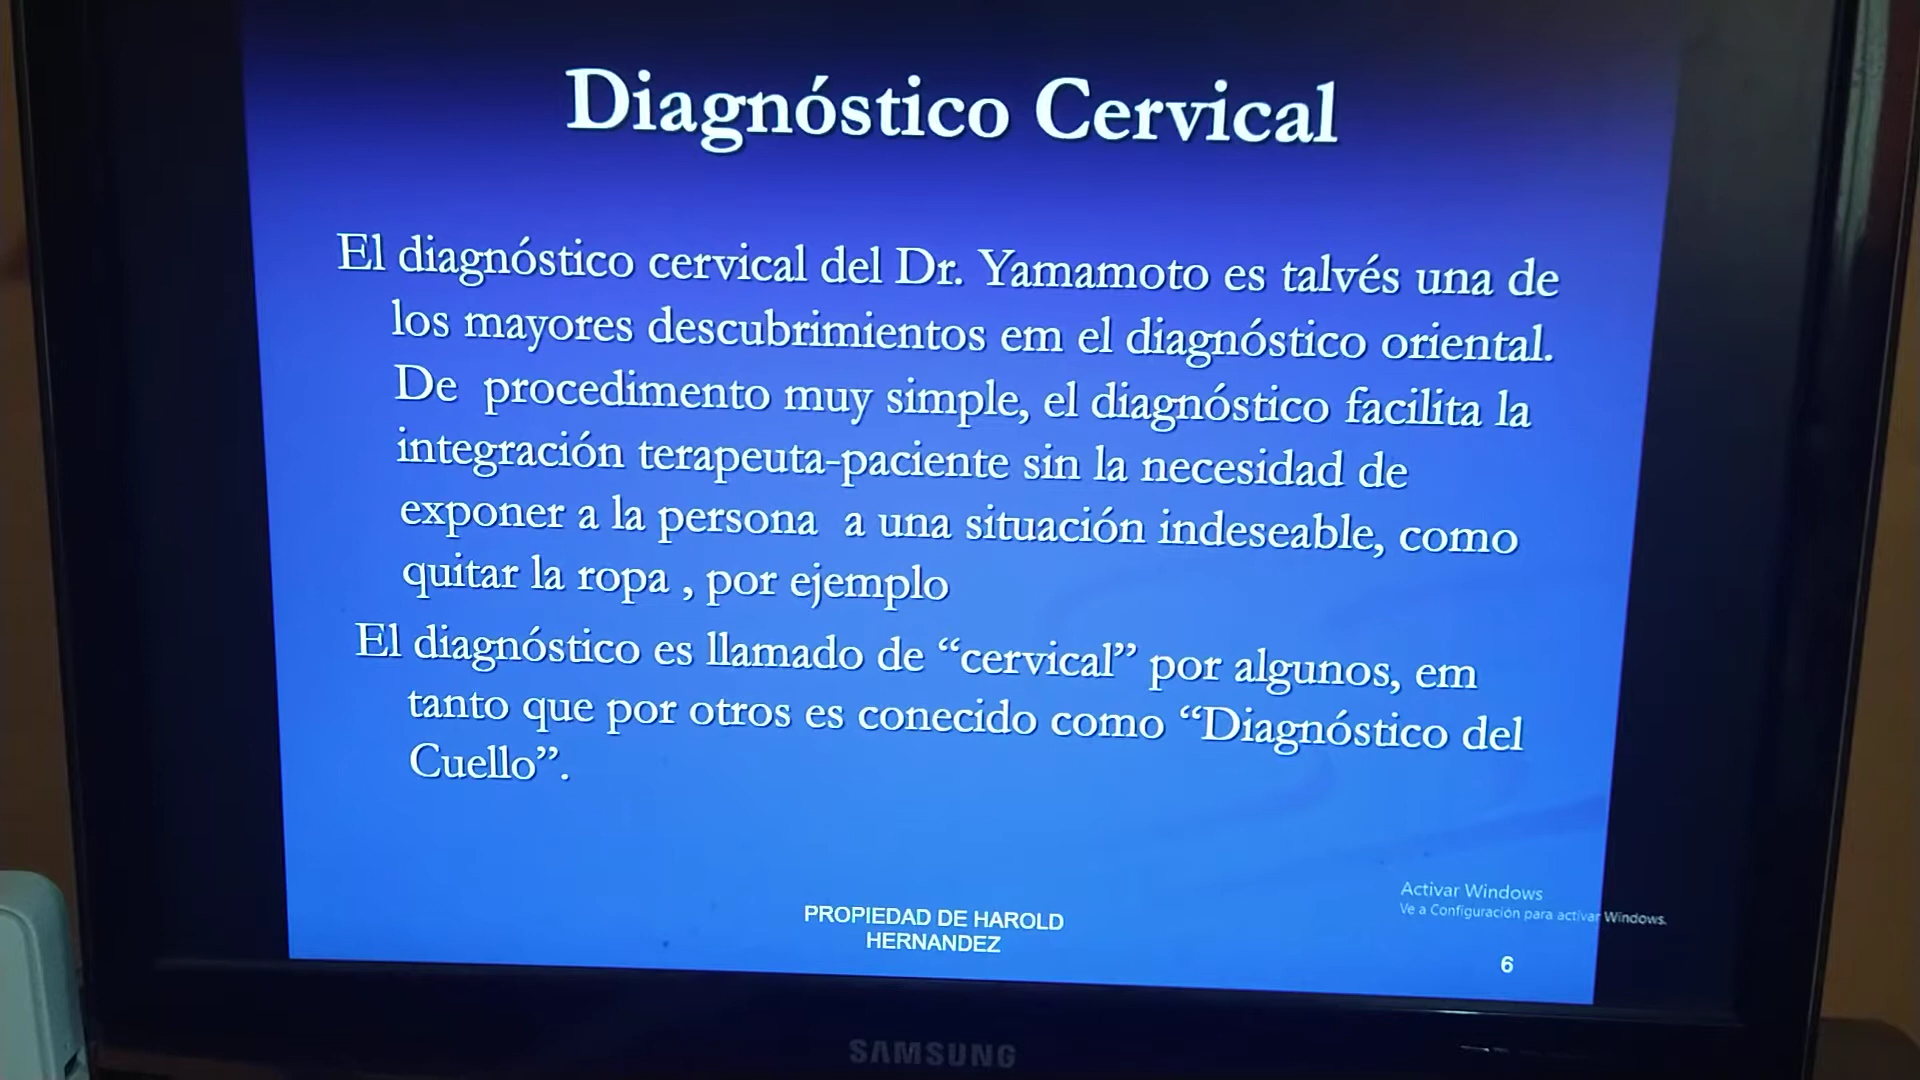 Diagnóstico Cervical
El diagnóstico cervical del Dr. Yamamoto es talvés una de
los mayores descubrimientos em el diagnóstico oriental.
De procedimento muy simple, el diagnóstico facilita la
integración terapeuta-paciente sin la necesidad de
exponer a la persona a una situación indeseable, como
quitar la ropa , por ejemplo
El diagnóstico es llamado de “cervical” por algunos, em
tanto que por otros es conecido como “Diagnóstico del
Cuello”.
PROPIEDAD DE HAROLD
HERNANDEZ
Activar Windows
Ve a Configuración para activar Windows.
6
SAMSUNG